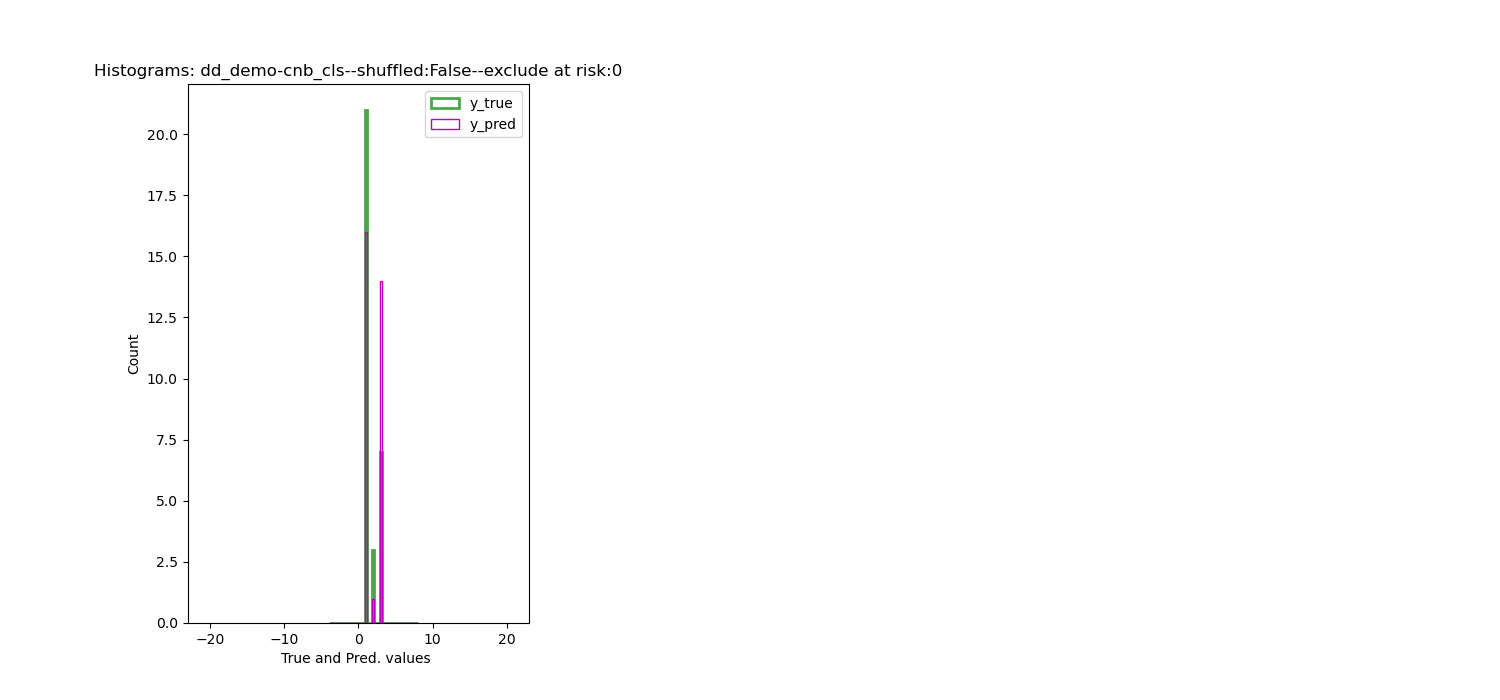 Histograms: dd_demo-cnb_cls--shuffled:False--exclude at risk:0
y_true
y_pred
20.0
17.5
15.0
12.5
10.0
7.5
5.0
2.5
0.0
Count
−20 −10 0 10 20
True and Pred. values